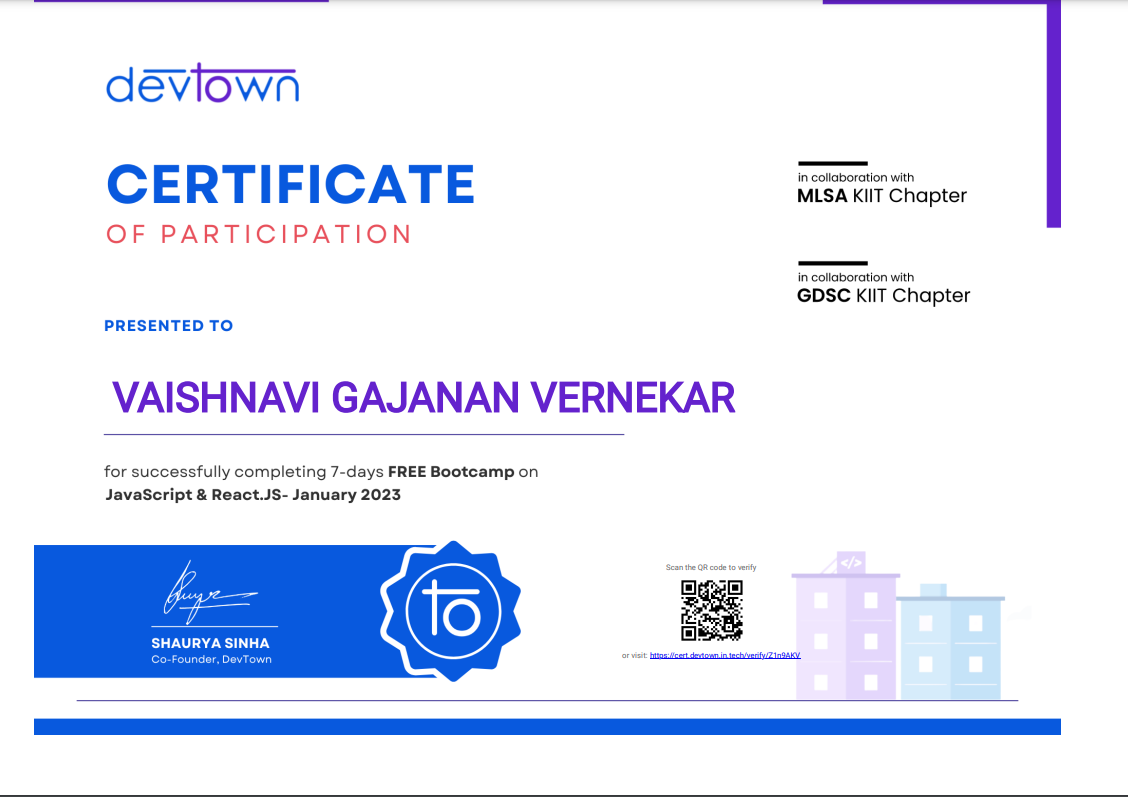 devtown
CERTIFICATE
OF PARTICIPATION
in collaboration with
MLSA KIIT Chapter
in collaboration with
GDSC KIIT Chapter
PRESENTED TO
VAISHNAVI GAJANAN VERNEKAR
for successfully completing 7-days FREE Bootcamp on
JavaScript & React.JS- January 2023
SHAURYA SINHA
Co-Founder, DevTown
to
Scan the QR code to verify
or visit: https://cert.devtown.in.tech/verify/Z1n9AKV
</>